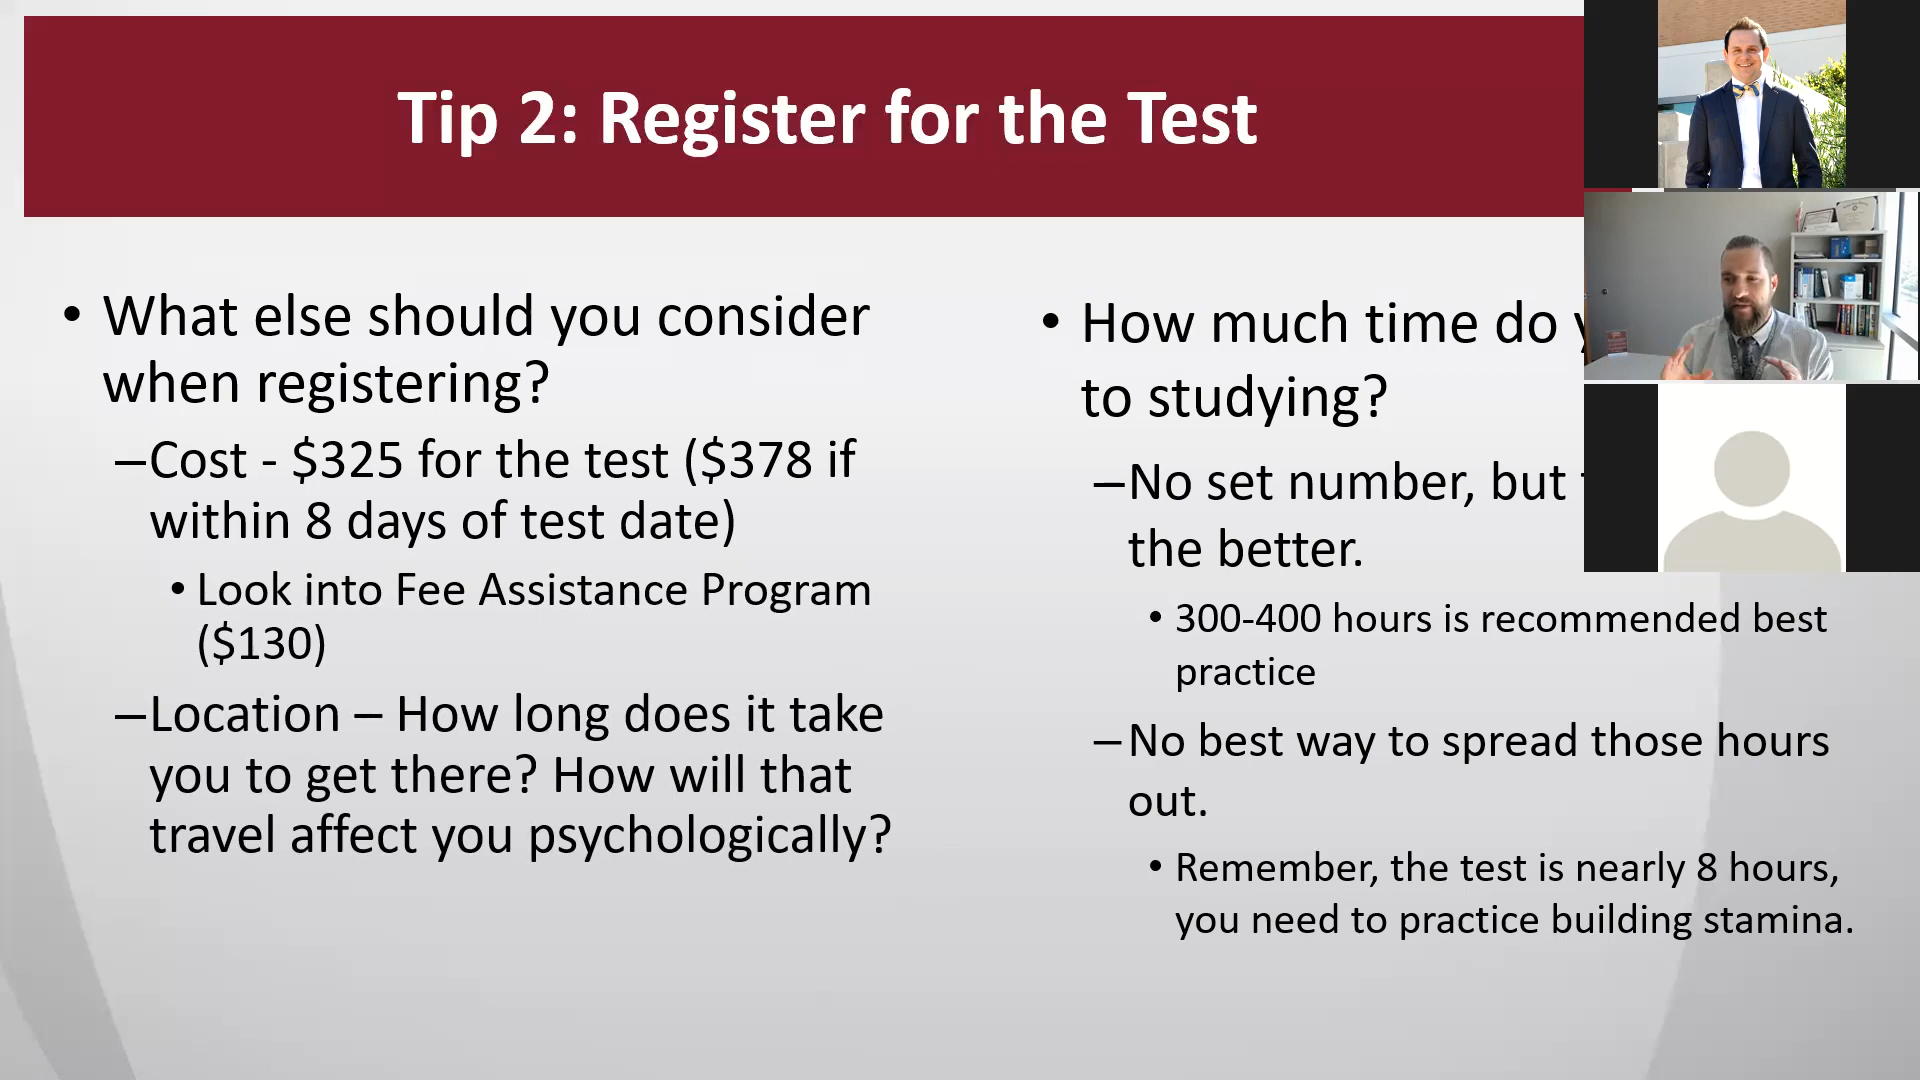 Tip 2: Register for the Test
• What else should you consider
when registering?
–Cost - $325 for the test ($378 if
within 8 days of test date)
• Look into Fee Assistance Program
($130)
–Location – How long does it take
you to get there? How will that
travel affect you psychologically?
• How much time do
to studying?
–No set number, but
the better.
• 300-400 hours is recommended best
practice
–No best way to spread those hours
out.
• Remember, the test is nearly 8 hours,
you need to practice building stamina.